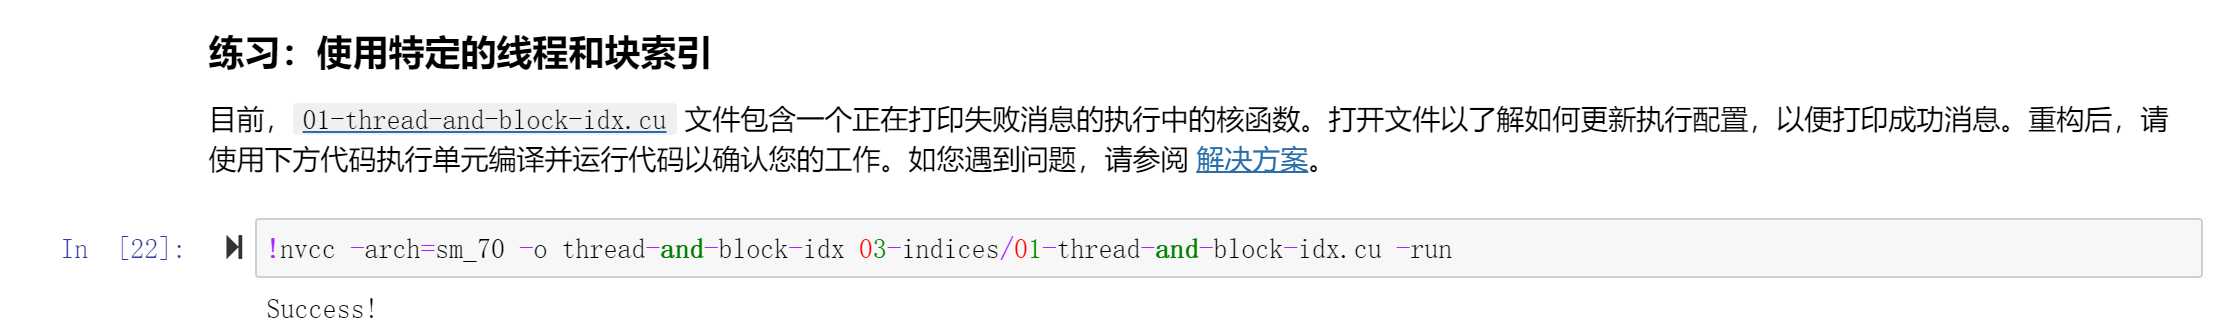 练习：使用特定的线程和块索引
目前，01-thread-and-block-idx.cu 文件包含一个正在打印失败消息的执行中的核函数。打开文件以了解如何更新执行配置，以便打印成功消息。重构后，请
使用下方代码执行单元编译并运行代码以确认您的工作。如您遇到问题，请参阅 解决方案。
In [22]: !nvcc -arch=sm_70 -o thread-and-block-idx 03-indices/01-thread-and-block-idx.cu -run
Success!